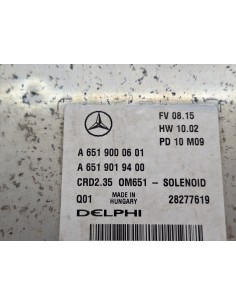 FV 08.15
HW 10.02
PD 10 M09
A 651 900 06 01
A 651 901 94 00
CRD2.35 OM651 - SOLENOID
Q01 MADE IN HUNGARY 28277619
DELPHI